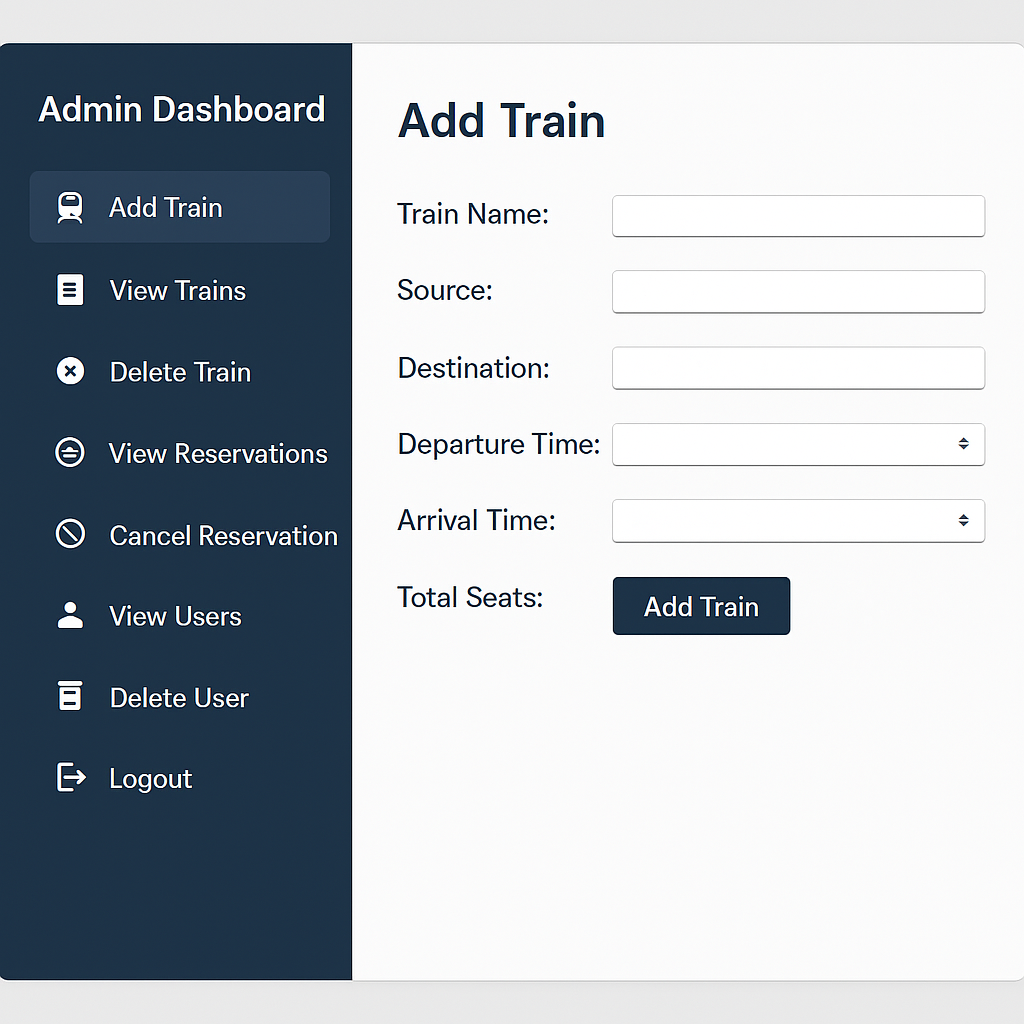 Admin Dashboard
Add Train
View Trains
Delete Train
View Reservations
Cancel Reservation
View Users
Delete User
Logout
Add Train
Train Name:
Source:
Destination:
Departure Time:
Arrival Time:
Total Seats:
Add Train